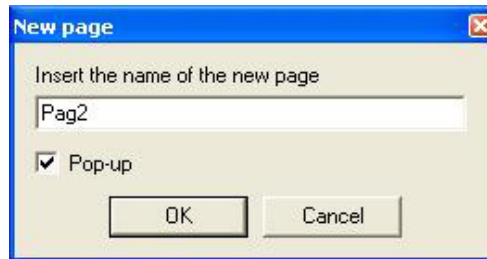 New page
Insert the name of the new page
Pag2
Pop-up
OK Cancel